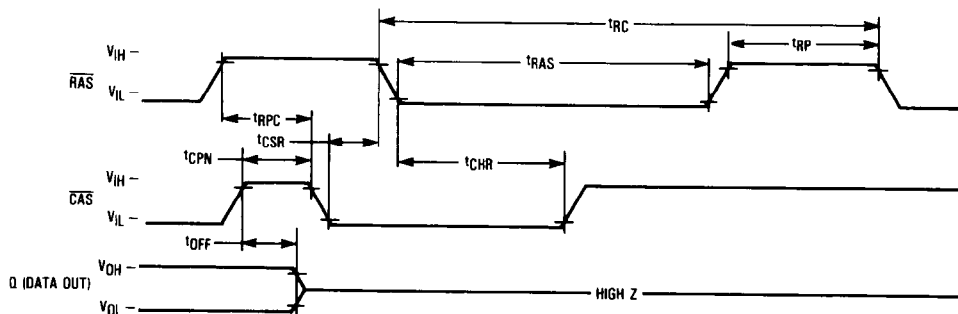 tRC
VIH
tRP
tRAS
RAS
VIL
tRPC
tCSR
tCPN
tCHR
VIH
CAS
VIL
tOFF
VOH
Q (DATA OUT)
HIGH Z
VOL